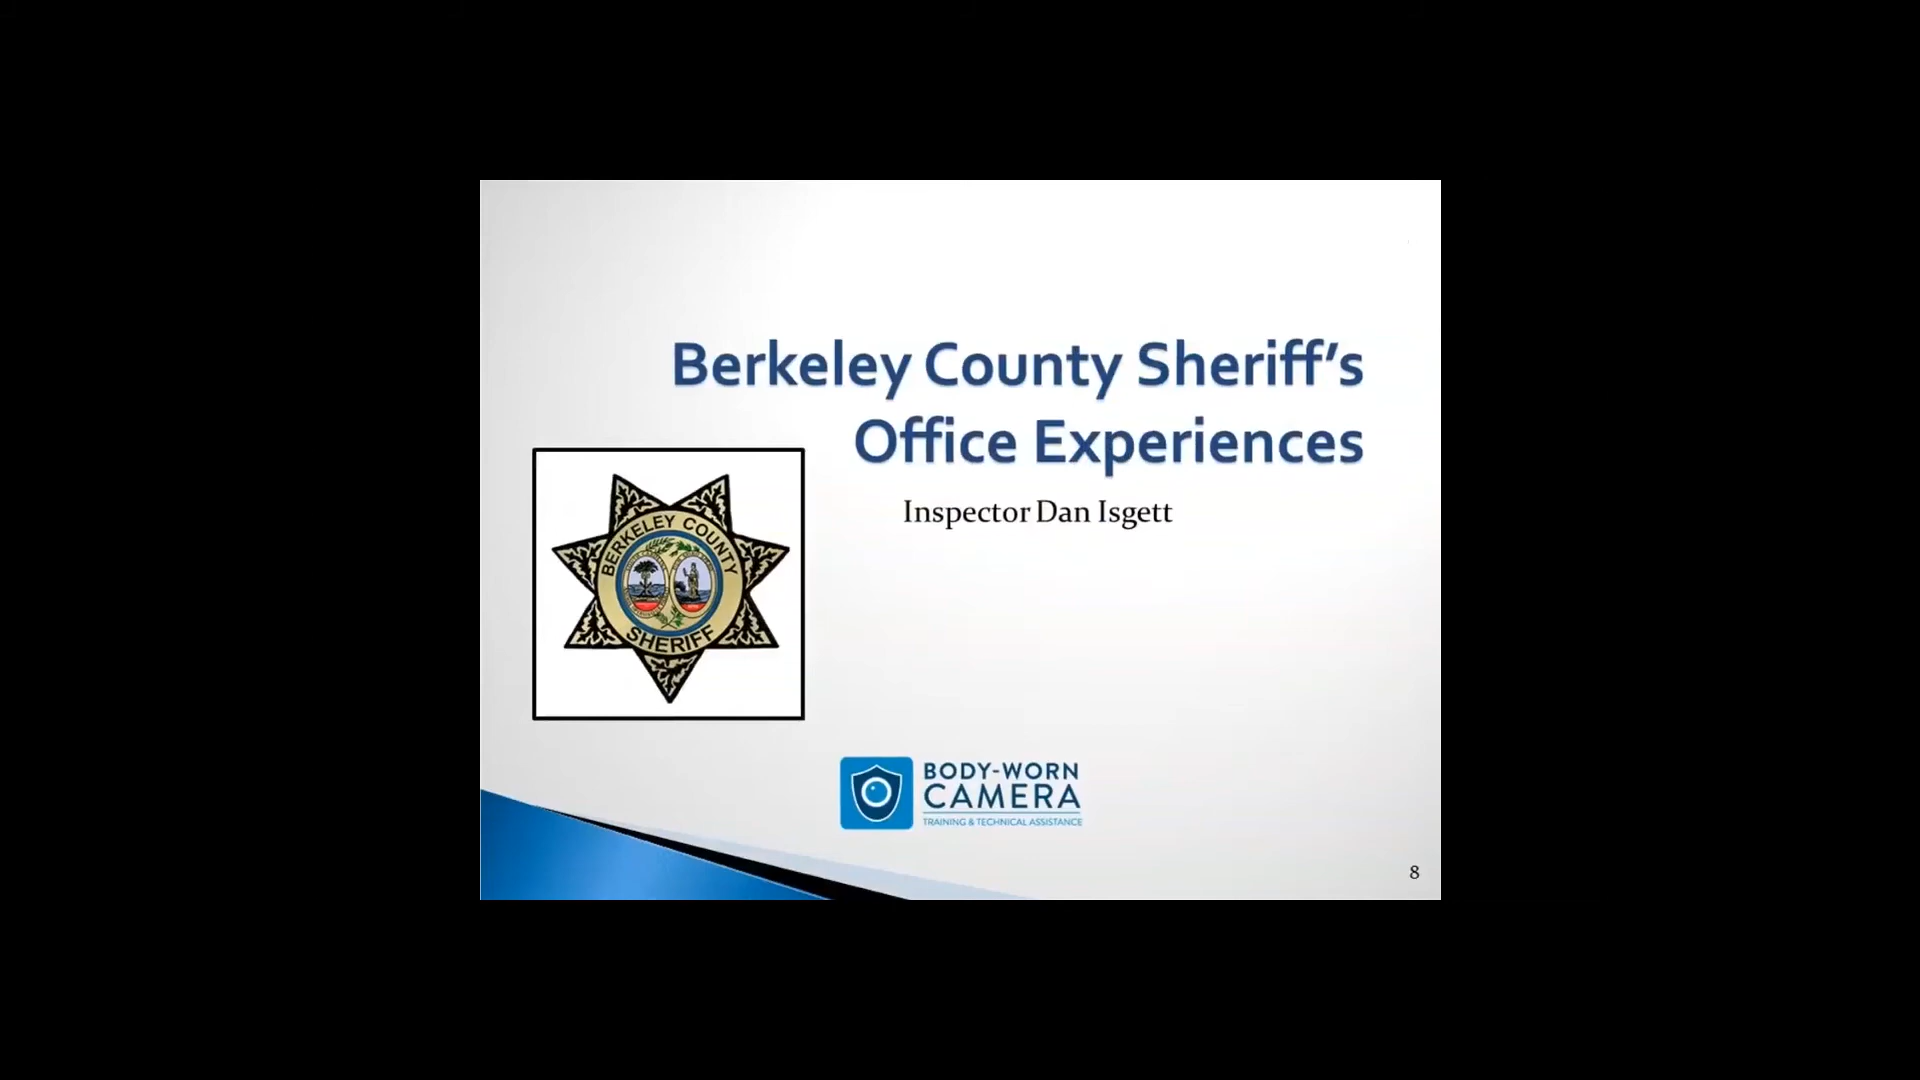 Berkeley County Sheriff’s
Office Experiences
Inspector Dan Isgett
BERKELEY COUNTY
SHERIFF
BODY-WORN
CAMERA
TRAINING & TECHNICAL ASSISTANCE
8